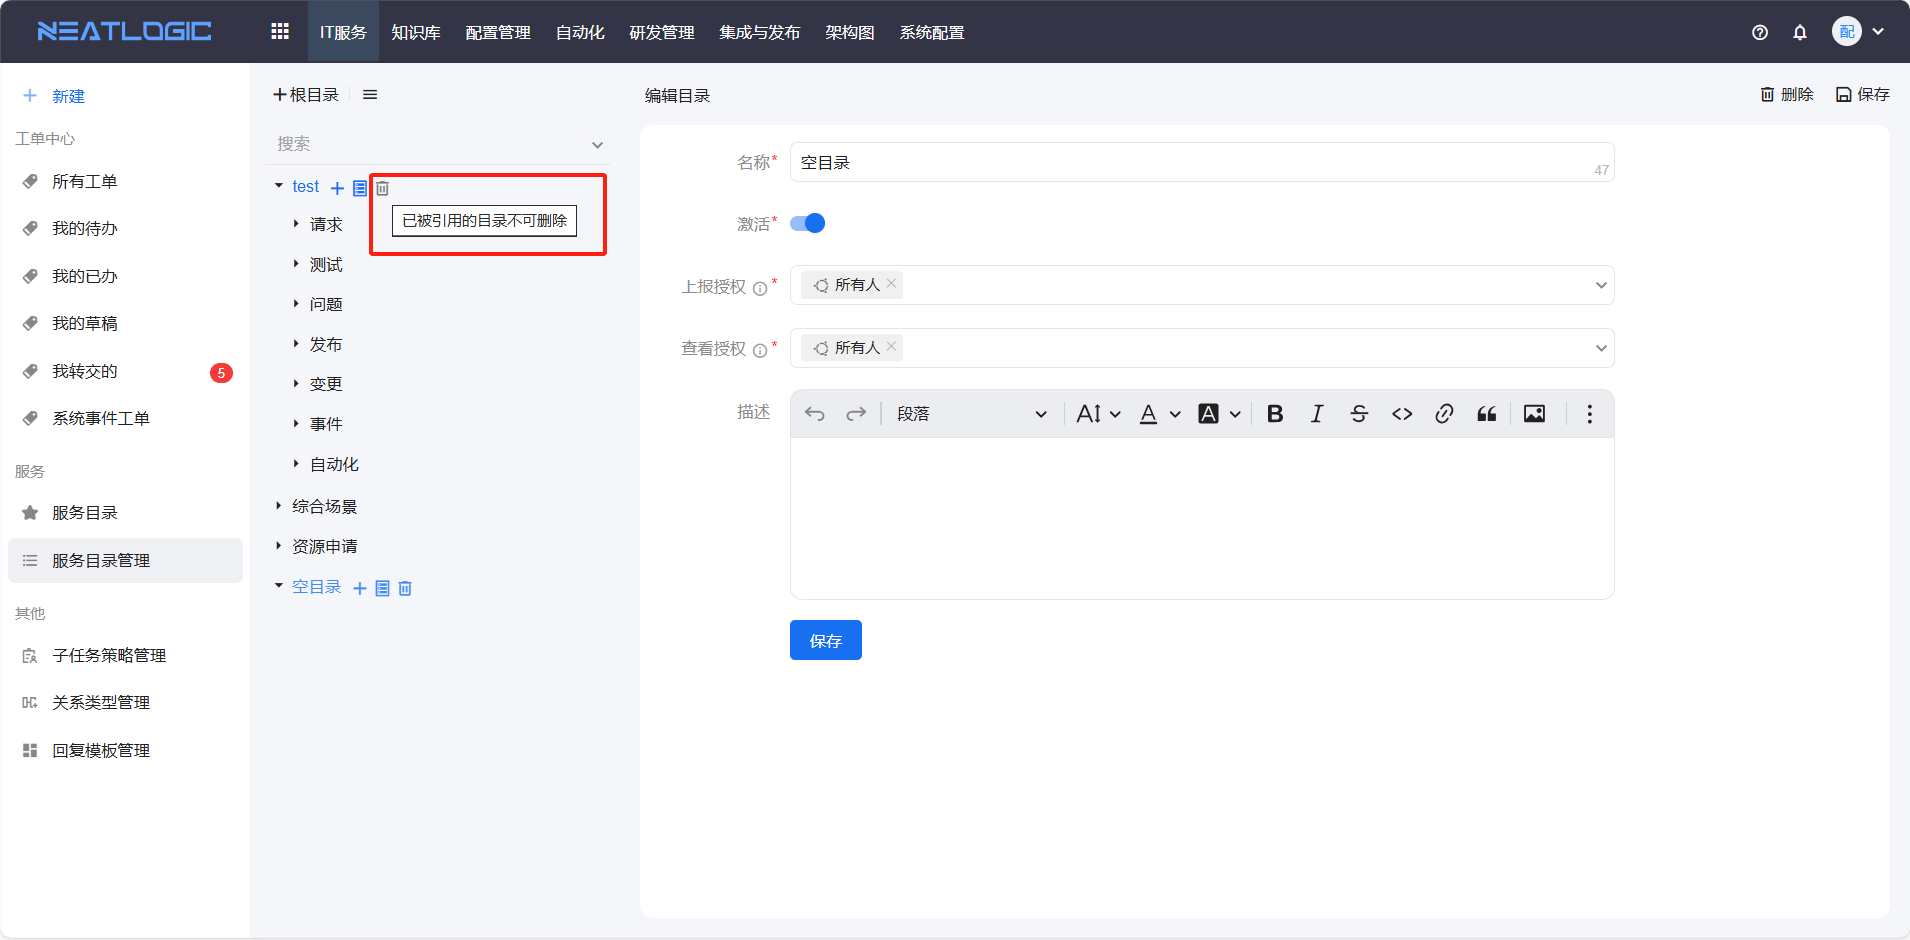 NEATLOGIC
IT服务 知识库 配置管理 自动化 研发管理 集成与发布 架构图 系统配置
配
新建
工单中心
所有工单
我的待办
我的已办
我的草稿
我转交的 5
系统事件工单
服务
服务目录
服务目录管理
其他
子任务策略管理
关系类型管理
回复模板管理
根目录
搜索
test
已被引用的目录不可删除
请求
测试
问题
发布
变更
事件
自动化
综合场景
资源申请
空目录
编辑目录
删除 保存
名称* 空目录 47
激活*
上报授权 * 所有人
查看授权 * 所有人
描述
段落
保存